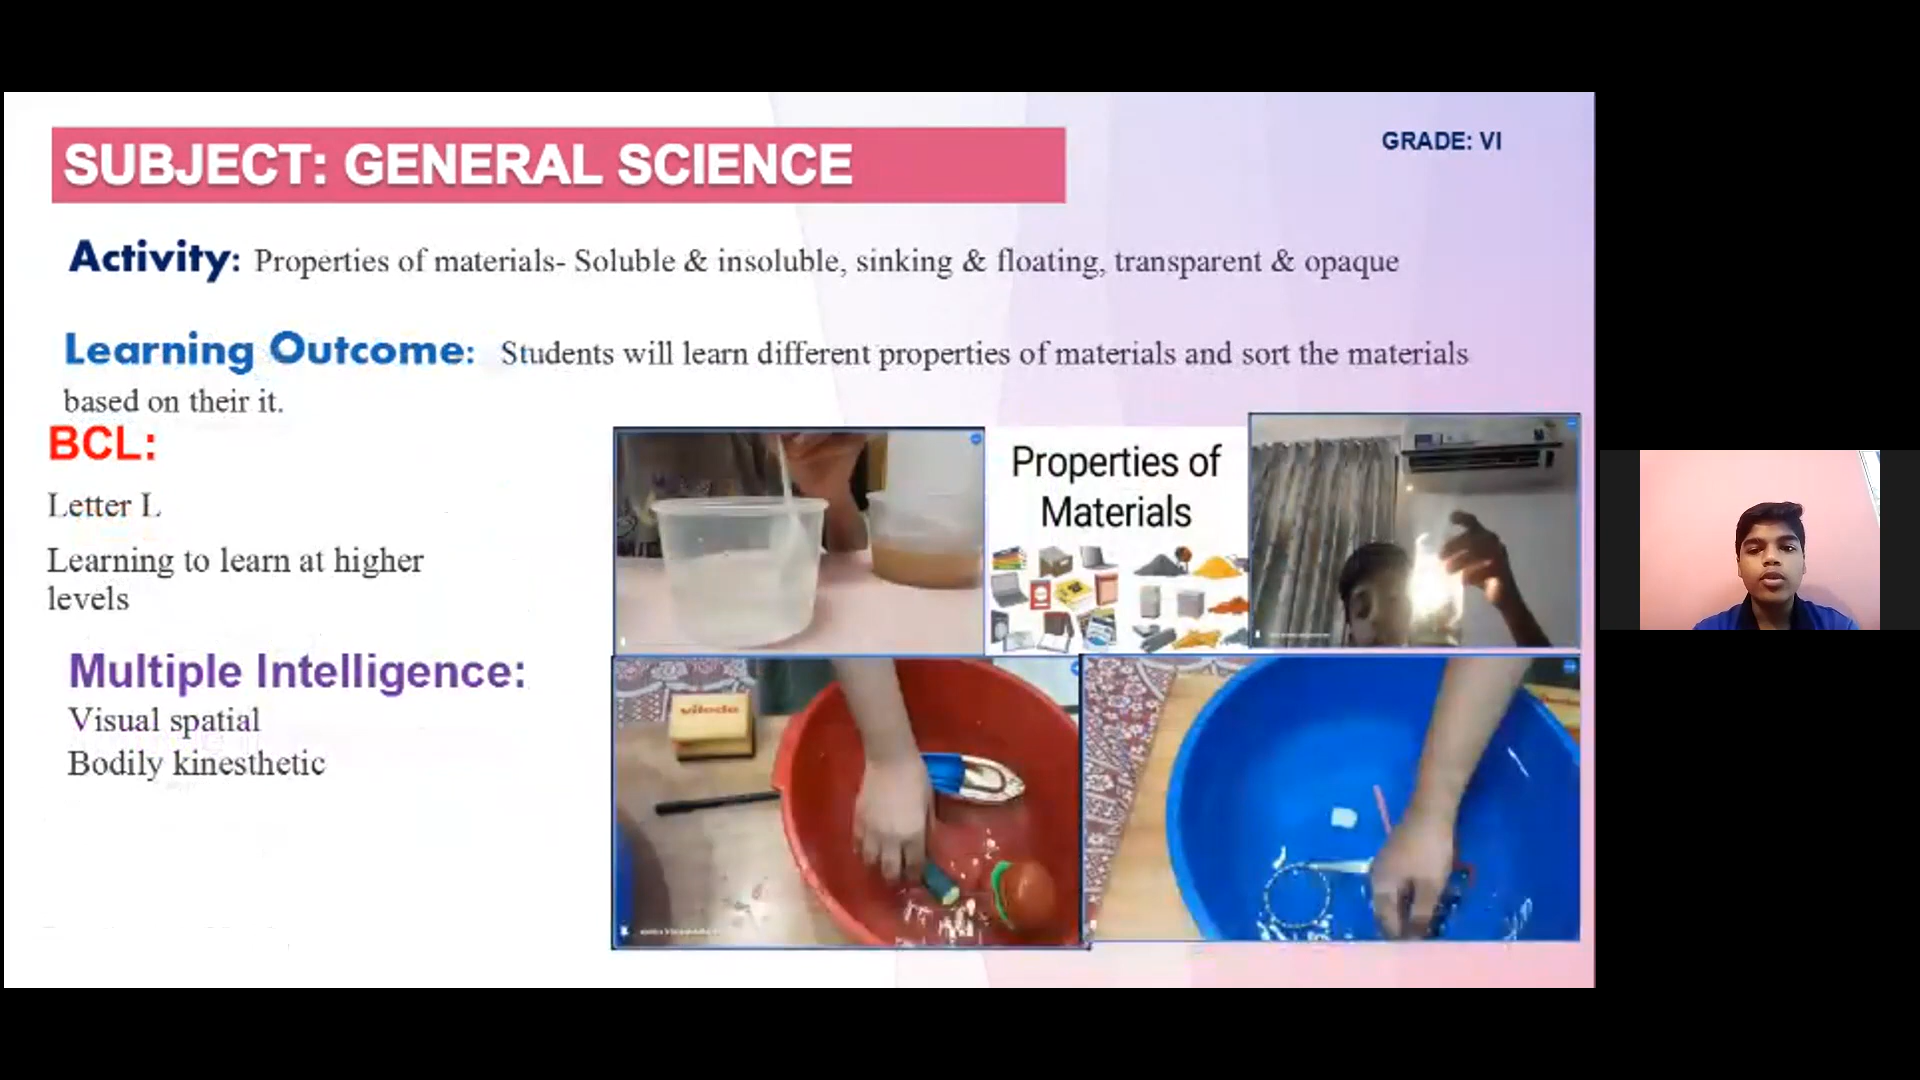 SUBJECT: GENERAL SCIENCE
GRADE: VI
Activity: Properties of materials- Soluble & insoluble, sinking & floating, transparent & opaque
Learning Outcome: Students will learn different properties of materials and sort the materials
based on their it.
BCL:
Letter L
Learning to learn at higher
levels
Multiple Intelligence:
Visual spatial
Bodily kinesthetic
Properties of
Materials
vileda